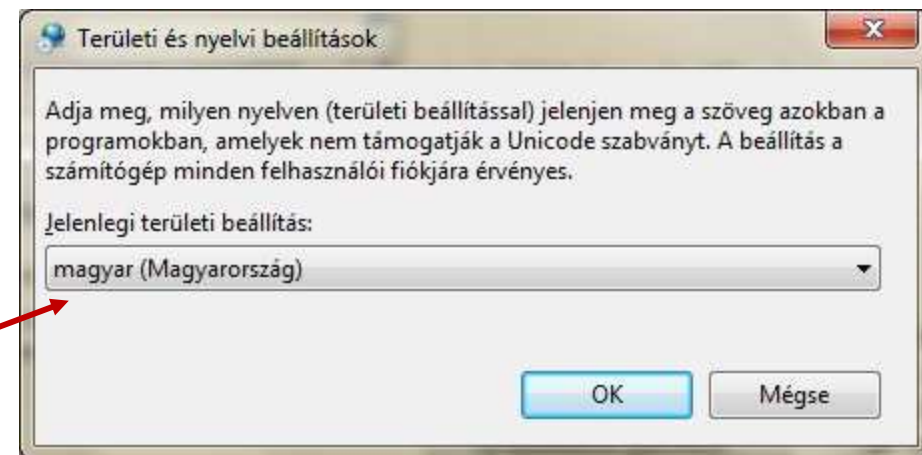 Területi és nyelvi beállítások
Adja meg, milyen nyelven (területi beállítással) jelenjen meg a szöveg azokban a
programokban, amelyek nem támogatják a Unicode szabványt. A beállítás a
számítógép minden felhasználói fiókjára érvényes.
Jelenlegi területi beállítás:
magyar (Magyarország)
OK Mégse